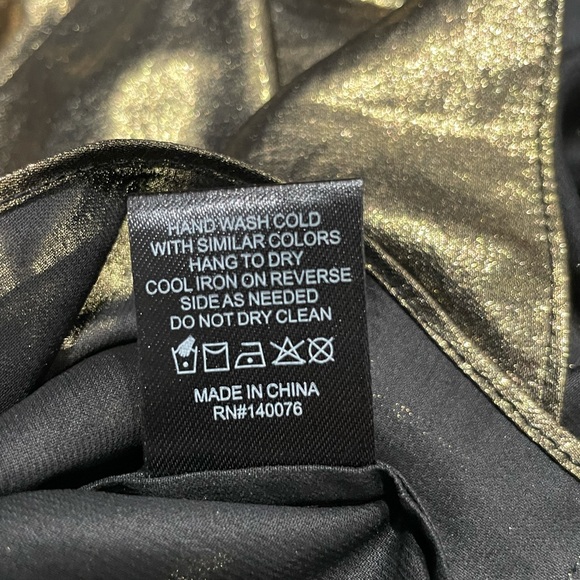 HAND WASH COLD
WITH SIMILAR COLORS
HANG TO DRY
COOL IRON ON REVERSE
SIDE AS NEEDED
DO NOT DRY CLEAN
MADE IN CHINA
RN#140076